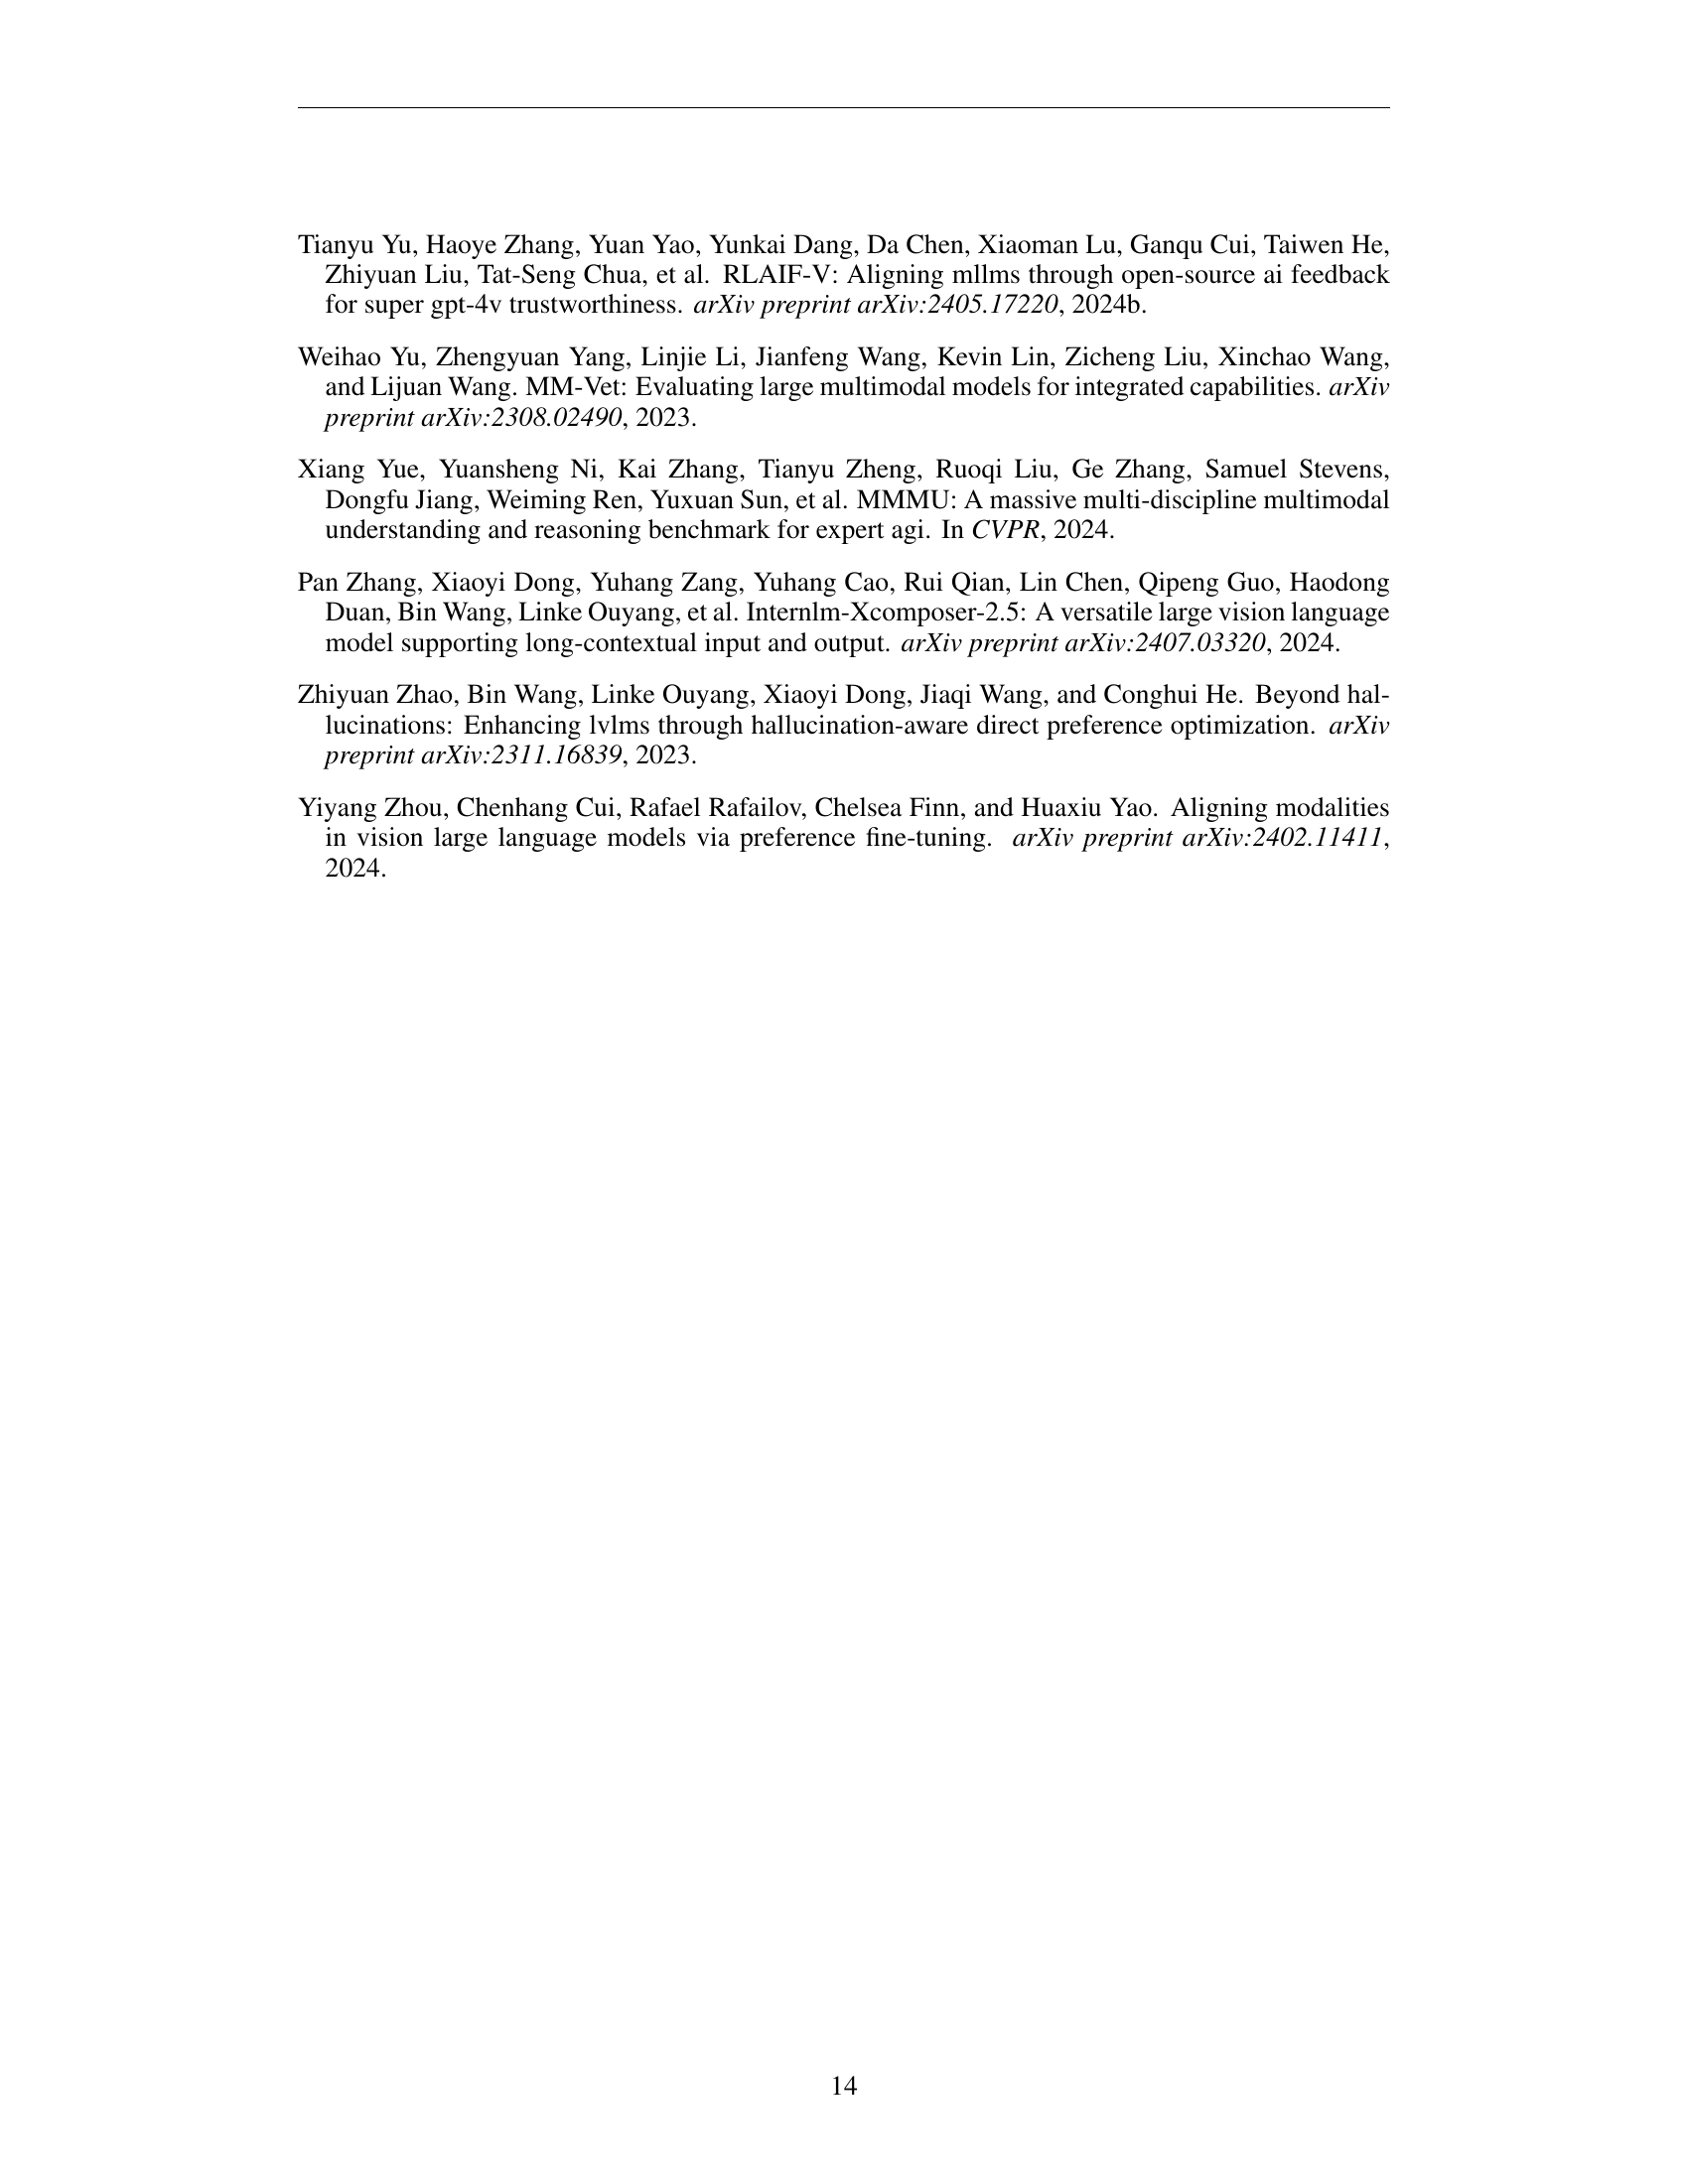 Tianyu Yu, Haoye Zhang, Yuan Yao, Yunkai Dang, Da Chen, Xiaoman Lu, Ganqu Cui, Taiwen He,
Zhiyuan Liu, Tat-Seng Chua, et al. RLAIF-V: Aligning mllms through open-source ai feedback
for super gpt-4v trustworthiness. arXiv preprint arXiv:2405.17220, 2024b.
Weihao Yu, Zhengyuan Yang, Linjie Li, Jianfeng Wang, Kevin Lin, Zicheng Liu, Xinchao Wang,
and Lijuan Wang. MM-Vet: Evaluating large multimodal models for integrated capabilities. arXiv
preprint arXiv:2308.02490, 2023.
Xiang Yue, Yuansheng Ni, Kai Zhang, Tianyu Zheng, Ruoqi Liu, Ge Zhang, Samuel Stevens,
Dongfu Jiang, Weiming Ren, Yuxuan Sun, et al. MMMU: A massive multi-discipline multimodal
understanding and reasoning benchmark for expert agi. In CVPR, 2024.
Pan Zhang, Xiaoyi Dong, Yuhang Zang, Yuhang Cao, Rui Qian, Lin Chen, Qipeng Guo, Haodong
Duan, Bin Wang, Linke Ouyang, et al. Internlm-Xcomposer-2.5: A versatile large vision language
model supporting long-contextual input and output. arXiv preprint arXiv:2407.03320, 2024.
Zhiyuan Zhao, Bin Wang, Linke Ouyang, Xiaoyi Dong, Jiaqi Wang, and Conghui He. Beyond hal-
lucinations: Enhancing lvlms through hallucination-aware direct preference optimization. arXiv
preprint arXiv:2311.16839, 2023.
Yiyang Zhou, Chenhang Cui, Rafael Rafailov, Chelsea Finn, and Huaxiu Yao. Aligning modalities
in vision large language models via preference fine-tuning. arXiv preprint arXiv:2402.11411,
2024.
14